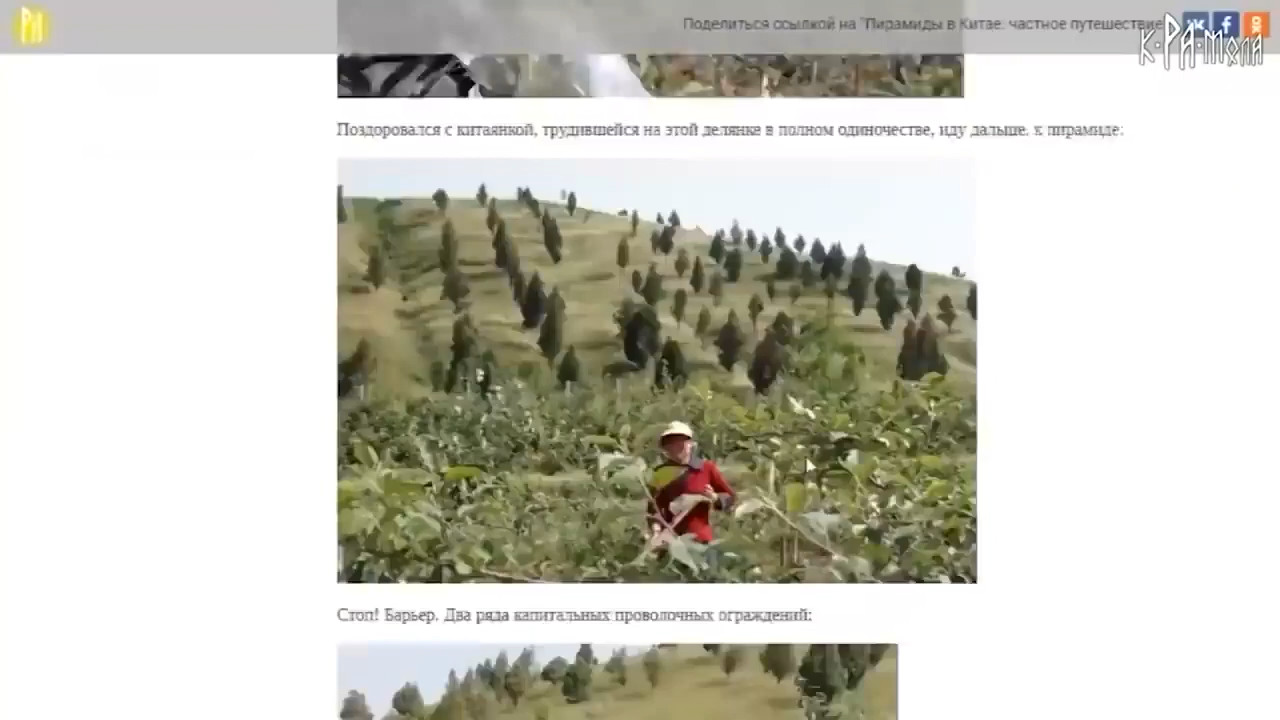 Поделиться ссылкой на "Пирамиды в Китае: частное путешествие
К·РА·МОЛА
Поздоровался с китаянкой, трудившейся на этой делянке в полном одиночестве, иду дальше, к пирамиде:
Стоп! Барьер. Два ряда капитальных проволочных ограждений: